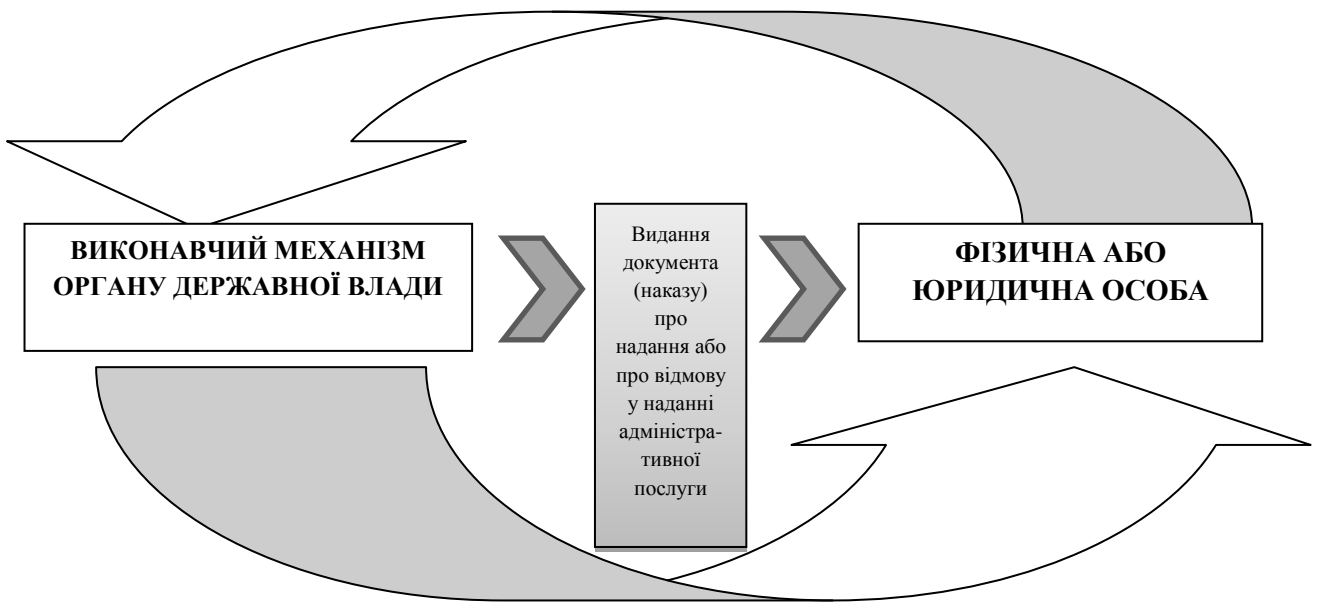 ВИКОНАВЧИЙ МЕХАНІЗМ
ОРГАНУ ДЕРЖАВНОЇ ВЛАДИ
Видання
документа
(наказу)
про
надання або
про відмову
у наданні
адміністра-
тивної
послуги
ФІЗИЧНА АБО
ЮРИДИЧНА ОСОБА